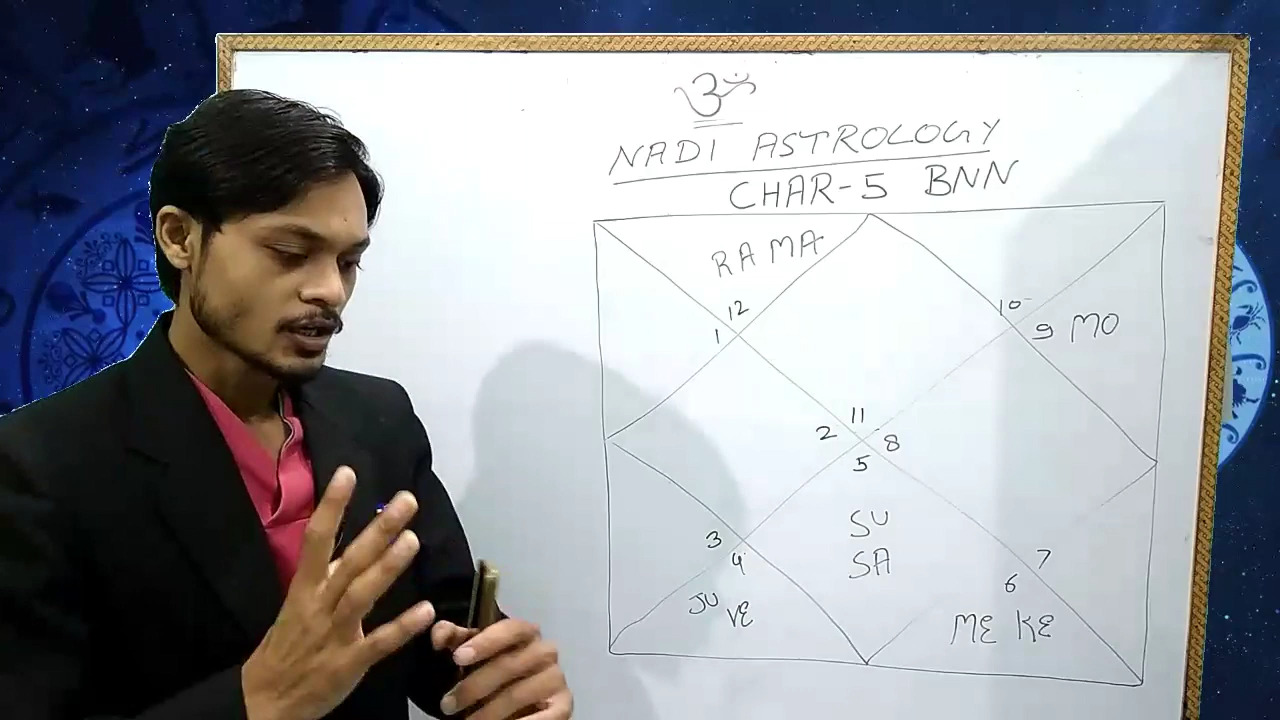 ॐ
NADI ASTROLOGY
CHAR-5 BNN
RA MA
12
1
10
9 MO
11
2
8
5
SU
SA
3
4
JU VE
7
6
ME KE